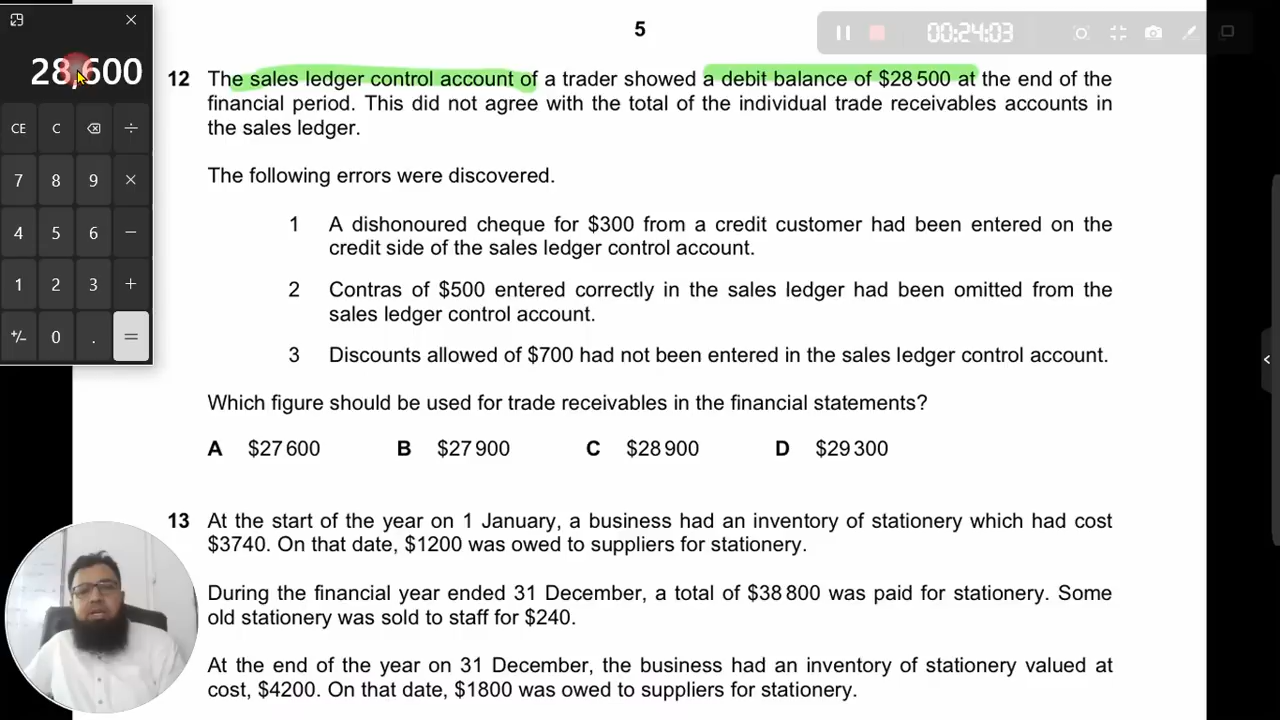 5
00:24:03
28,600
CE C ÷
7 8 9 ×
4 5 6 −
1 2 3 +
+/- 0 . =
12 The sales ledger control account of a trader showed a debit balance of $28 500 at the end of the
financial period. This did not agree with the total of the individual trade receivables accounts in
the sales ledger.
The following errors were discovered.
1 A dishonoured cheque for $300 from a credit customer had been entered on the
credit side of the sales ledger control account.
2 Contras of $500 entered correctly in the sales ledger had been omitted from the
sales ledger control account.
3 Discounts allowed of $700 had not been entered in the sales ledger control account.
Which figure should be used for trade receivables in the financial statements?
A $27 600 B $27 900 C $28 900 D $29 300
13 At the start of the year on 1 January, a business had an inventory of stationery which had cost
$3740. On that date, $1200 was owed to suppliers for stationery.
During the financial year ended 31 December, a total of $38 800 was paid for stationery. Some
old stationery was sold to staff for $240.
At the end of the year on 31 December, the business had an inventory of stationery valued at
cost, $4200. On that date, $1800 was owed to suppliers for stationery.